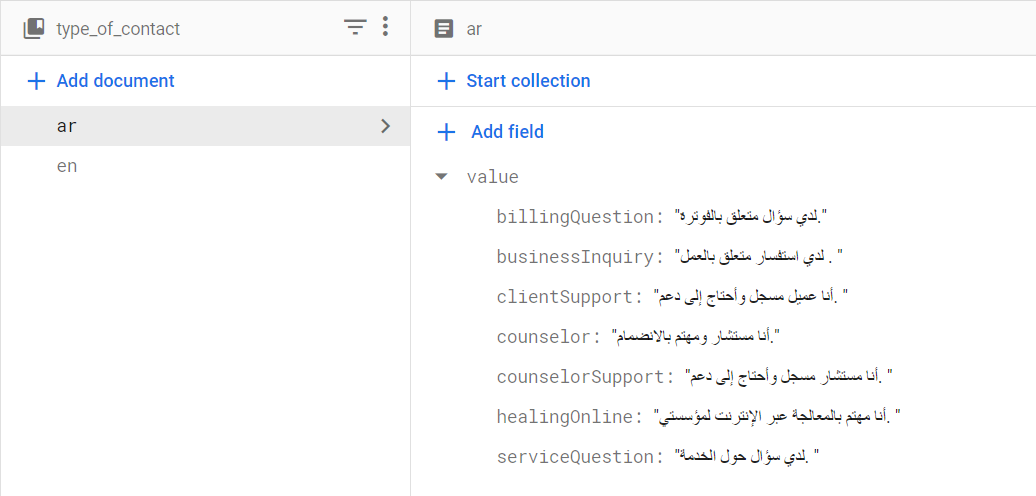 type_of_contact
ar
Add document
Start collection
ar
en
Add field
value
billingQuestion: "لدي سؤال متعلق بالفوترة."
businessInquiry: "لدي استفسار متعلق بالعمل . "
clientSupport: "أنا عميل مسجل وأحتاج إلى دعم. "
counselor: "أنا مستشار ومهتم بالانضمام."
counselorSupport: "أنا مستشار مسجل وأحتاج إلى دعم. "
healingOnline: "أنا مهتم بالمعالجة عبر الإنترنت لمؤسستي. "
serviceQuestion: "لدي سؤال حول الخدمة. "